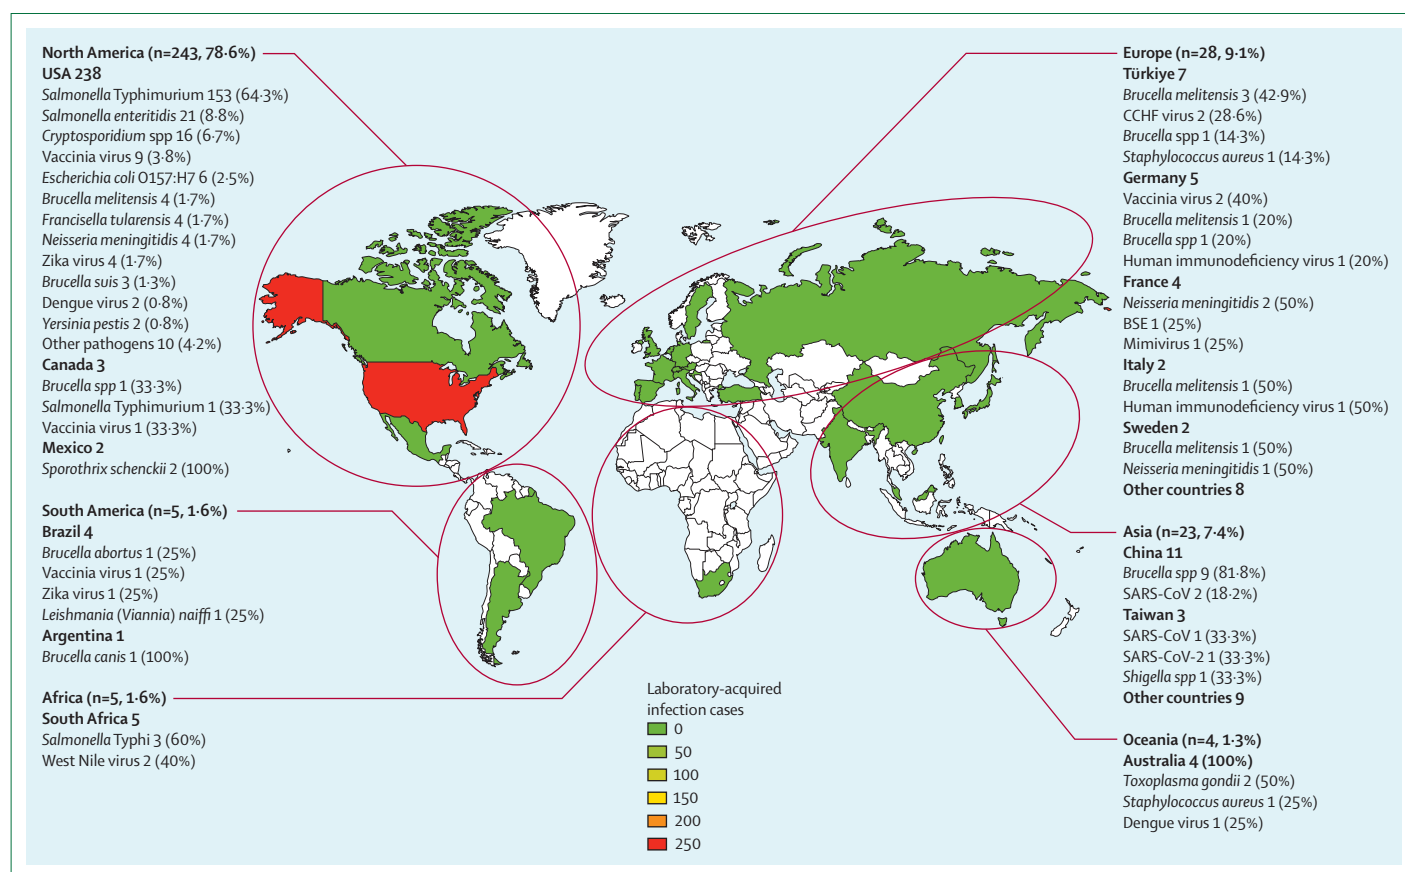 North America (n=243, 78·6%)
USA 238
Salmonella Typhimurium 153 (64·3%)
Salmonella enteritidis 21 (8·8%)
Cryptosporidium spp 16 (6·7%)
Vaccinia virus 9 (3·8%)
Escherichia coli O157:H7 6 (2·5%)
Brucella melitensis 4 (1·7%)
Francisella tularensis 4 (1·7%)
Neisseria meningitidis 4 (1·7%)
Zika virus 4 (1·7%)
Brucella suis 3 (1·3%)
Dengue virus 2 (0·8%)
Yersinia pestis 2 (0·8%)
Other pathogens 10 (4·2%)
Canada 3
Brucella spp 1 (33·3%)
Salmonella Typhimurium 1 (33·3%)
Vaccinia virus 1 (33·3%)
Mexico 2
Sporothrix schenckii 2 (100%)
South America (n=5, 1·6%)
Brazil 4
Brucella abortus 1 (25%)
Vaccinia virus 1 (25%)
Zika virus 1 (25%)
Leishmania (Viannia) naiffi 1 (25%)
Argentina 1
Brucella canis 1 (100%)
Africa (n=5, 1·6%)
South Africa 5
Salmonella Typhi 3 (60%)
West Nile virus 2 (40%)
Laboratory-acquired
infection cases
0
50
100
150
200
250
Europe (n=28, 9·1%)
Türkiye 7
Brucella melitensis 3 (42·9%)
CCHF virus 2 (28·6%)
Brucella spp 1 (14·3%)
Staphylococcus aureus 1 (14·3%)
Germany 5
Vaccinia virus 2 (40%)
Brucella melitensis 1 (20%)
Brucella spp 1 (20%)
Human immunodeficiency virus 1 (20%)
France 4
Neisseria meningitidis 2 (50%)
BSE 1 (25%)
Mimivirus 1 (25%)
Italy 2
Brucella melitensis 1 (50%)
Human immunodeficiency virus 1 (50%)
Sweden 2
Brucella melitensis 1 (50%)
Neisseria meningitidis 1 (50%)
Other countries 8
Asia (n=23, 7·4%)
China 11
Brucella spp 9 (81·8%)
SARS-CoV 2 (18·2%)
Taiwan 3
SARS-CoV 1 (33·3%)
SARS-CoV-2 1 (33·3%)
Shigella spp 1 (33·3%)
Other countries 9
Oceania (n=4, 1·3%)
Australia 4 (100%)
Toxoplasma gondii 2 (50%)
Staphylococcus aureus 1 (25%)
Dengue virus 1 (25%)